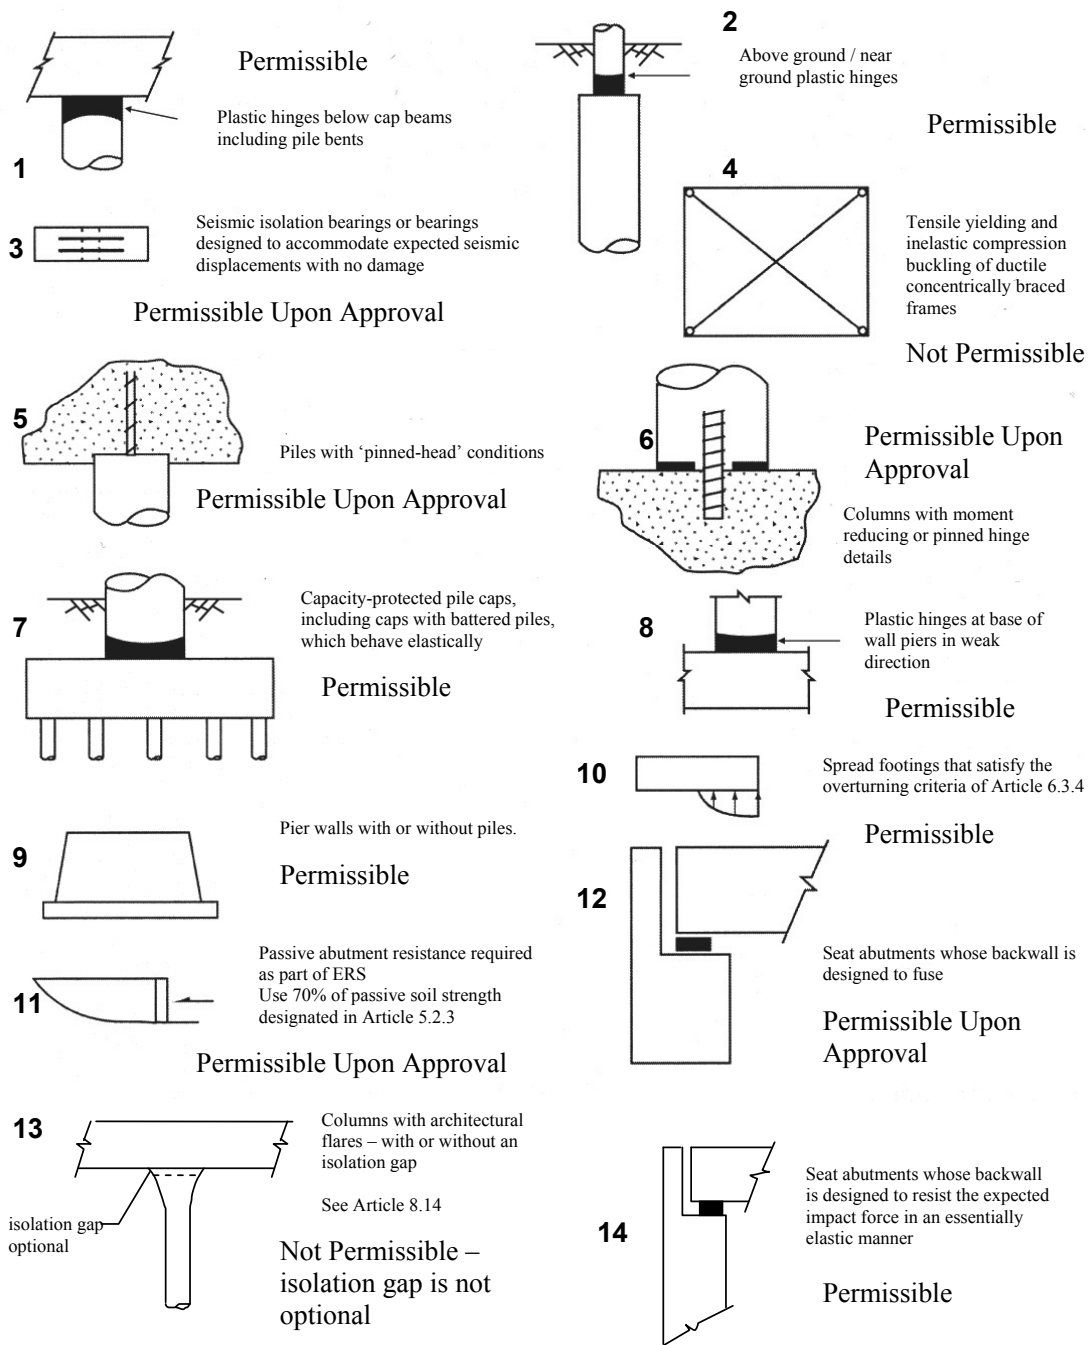 1
Permissible
Plastic hinges below cap beams
including pile bents
2
Above ground / near
ground plastic hinges
Permissible
3
Seismic isolation bearings or bearings
designed to accommodate expected seismic
displacements with no damage
Permissible Upon Approval
4
Tensile yielding and
inelastic compression
buckling of ductile
concentrically braced
frames
Not Permissible
5
Piles with ‘pinned-head’ conditions
Permissible Upon Approval
6
Permissible Upon
Approval
Columns with moment
reducing or pinned hinge
details
7
Capacity-protected pile caps,
including caps with battered piles,
which behave elastically
Permissible
8
Plastic hinges at base of
wall piers in weak
direction
Permissible
9
Pier walls with or without piles.
Permissible
10
Spread footings that satisfy the
overturning criteria of Article 6.3.4
Permissible
11
Passive abutment resistance required
as part of ERS
Use 70% of passive soil strength
designated in Article 5.2.3
Permissible Upon Approval
12
Seat abutments whose backwall is
designed to fuse
Permissible Upon
Approval
13
isolation gap
optional
Columns with architectural
flares – with or without an
isolation gap
See Article 8.14
Not Permissible –
isolation gap is not
optional
14
Seat abutments whose backwall
is designed to resist the expected
impact force in an essentially
elastic manner
Permissible